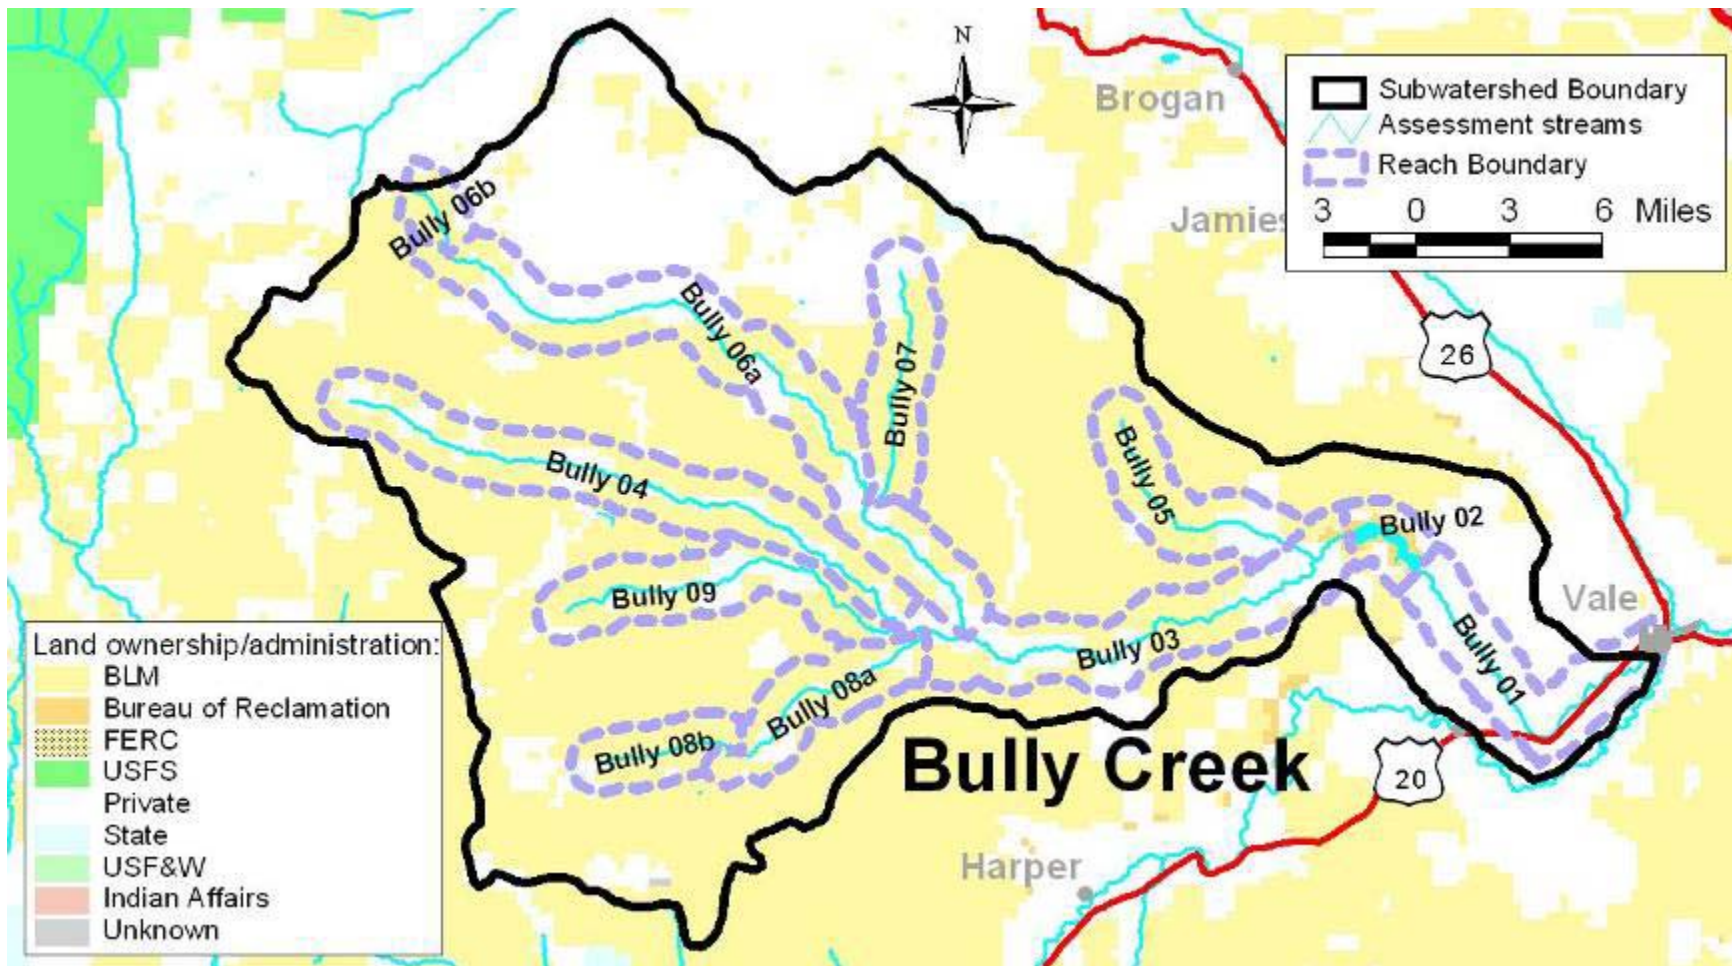 N
Brogan
Subwatershed Boundary
Assessment streams
Reach Boundary
3 0 3 6 Miles
Jamies
26
Bully 06b
Bully 06a
Bully 07
Bully 04
Bully 05
Bully 02
Bully 09
Vale
Bully 03
Bully 01
Bully 08a
Bully 08b
Bully Creek
20
Harper
Land ownership/administration:
BLM
Bureau of Reclamation
FERC
USFS
Private
State
USF&W
Indian Affairs
Unknown